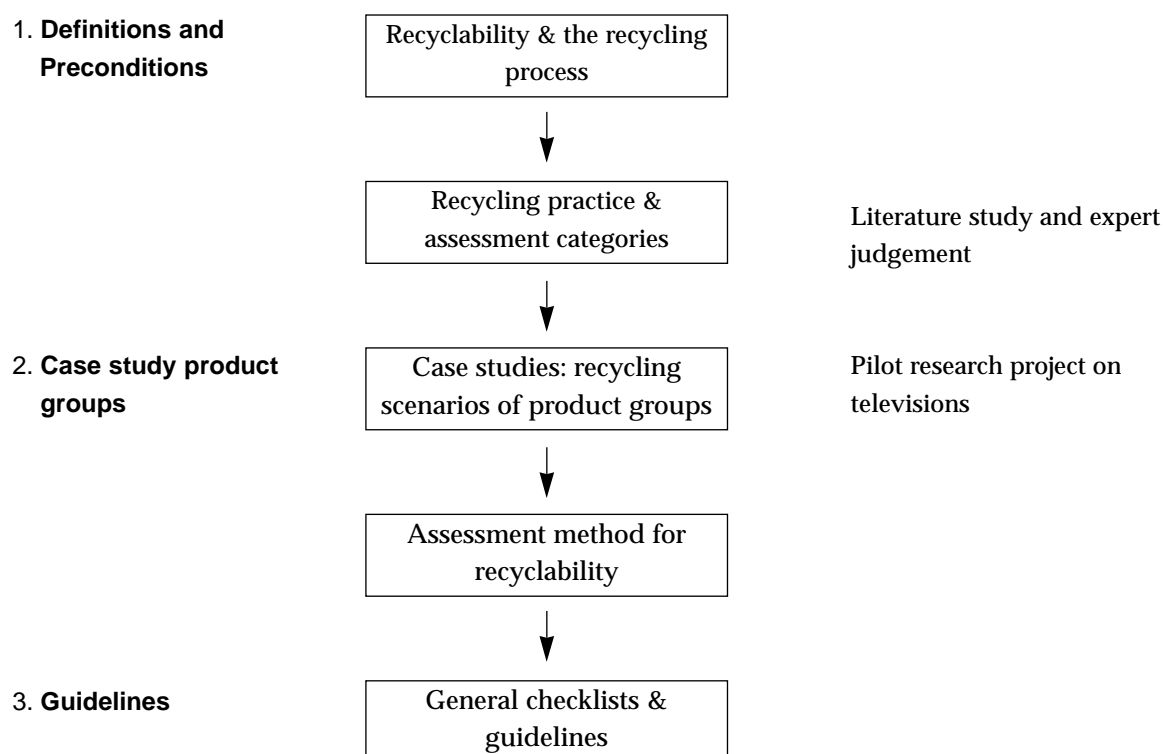 1. Definitions and
Preconditions
Recyclability & the recycling
process
Recycling practice &
assessment categories
Literature study and expert
judgement
2. Case study product
groups
Case studies: recycling
scenarios of product groups
Pilot research project on
televisions
Assessment method for
recyclability
3. Guidelines
General checklists &
guidelines